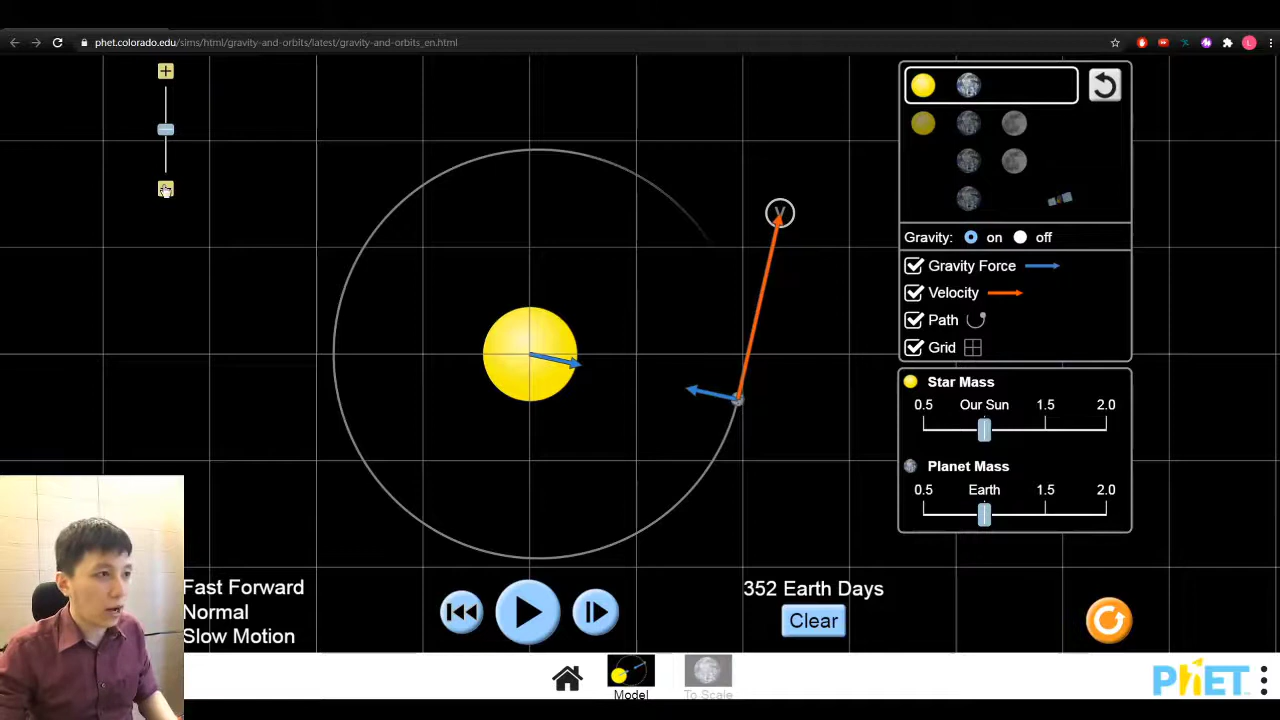 phet.colorado.edu/sims/html/gravity-and-orbits/latest/gravity-and-orbits_en.html
L
V
Gravity: on off
Gravity Force
Velocity
Path
Grid
Star Mass
0.5 Our Sun 1.5 2.0
Planet Mass
0.5 Earth 1.5 2.0
Fast Forward
Normal
Slow Motion
352 Earth Days
Clear
Model
To Scale
PhET